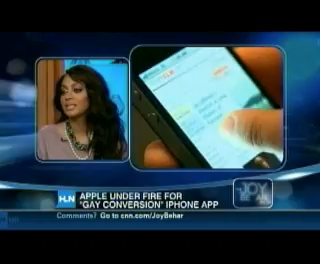 HLN
APPLE UNDER FIRE FOR
"GAY CONVERSION" IPHONE APP
JOY
Comments? Go to cnn.com/JoyBehar